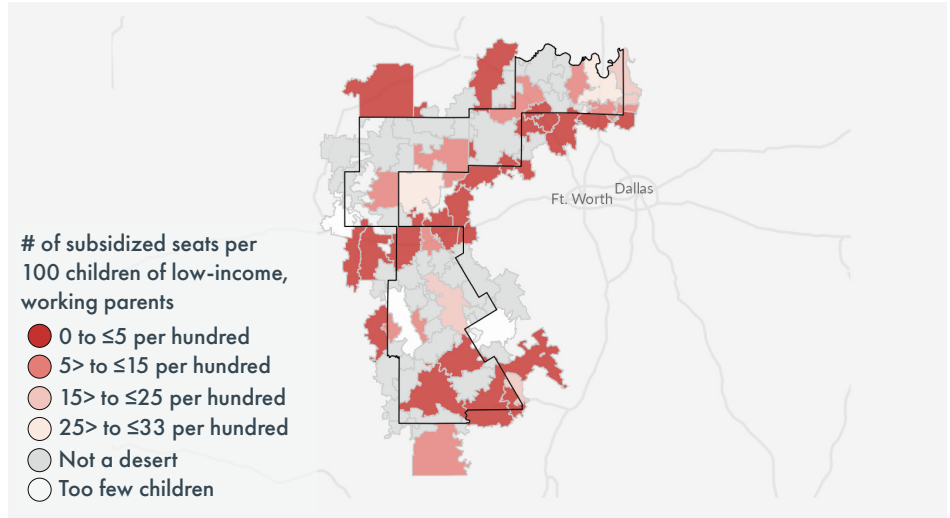 Ft. Worth
Dallas
# of subsidized seats per
100 children of low-income,
working parents
0 to ≤5 per hundred
5> to ≤15 per hundred
15> to ≤25 per hundred
25> to ≤33 per hundred
Not a desert
Too few children